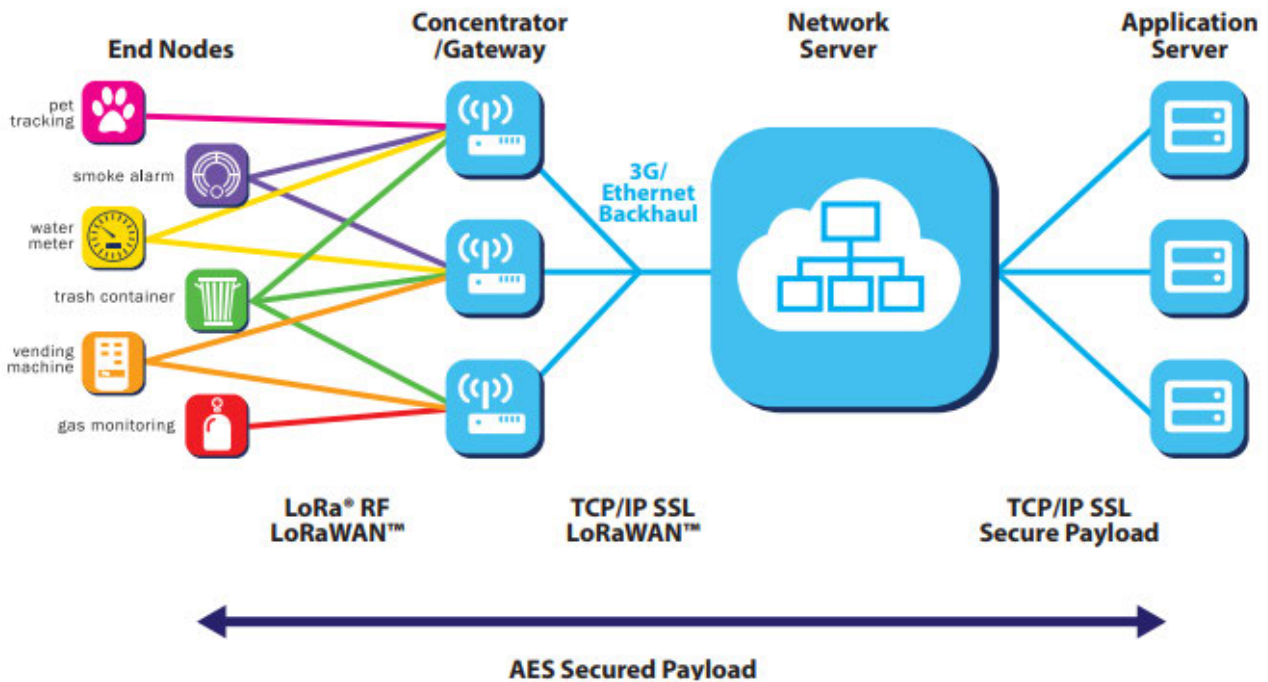 End Nodes
Concentrator
/Gateway
Network
Server
Application
Server
pet
tracking
smoke alarm
water
meter
trash container
vending
machine
gas monitoring
3G/
Ethernet
Backhaul
LoRa® RF
LoRaWAN™
TCP/IP SSL
LoRaWAN™
TCP/IP SSL
Secure Payload
AES Secured Payload